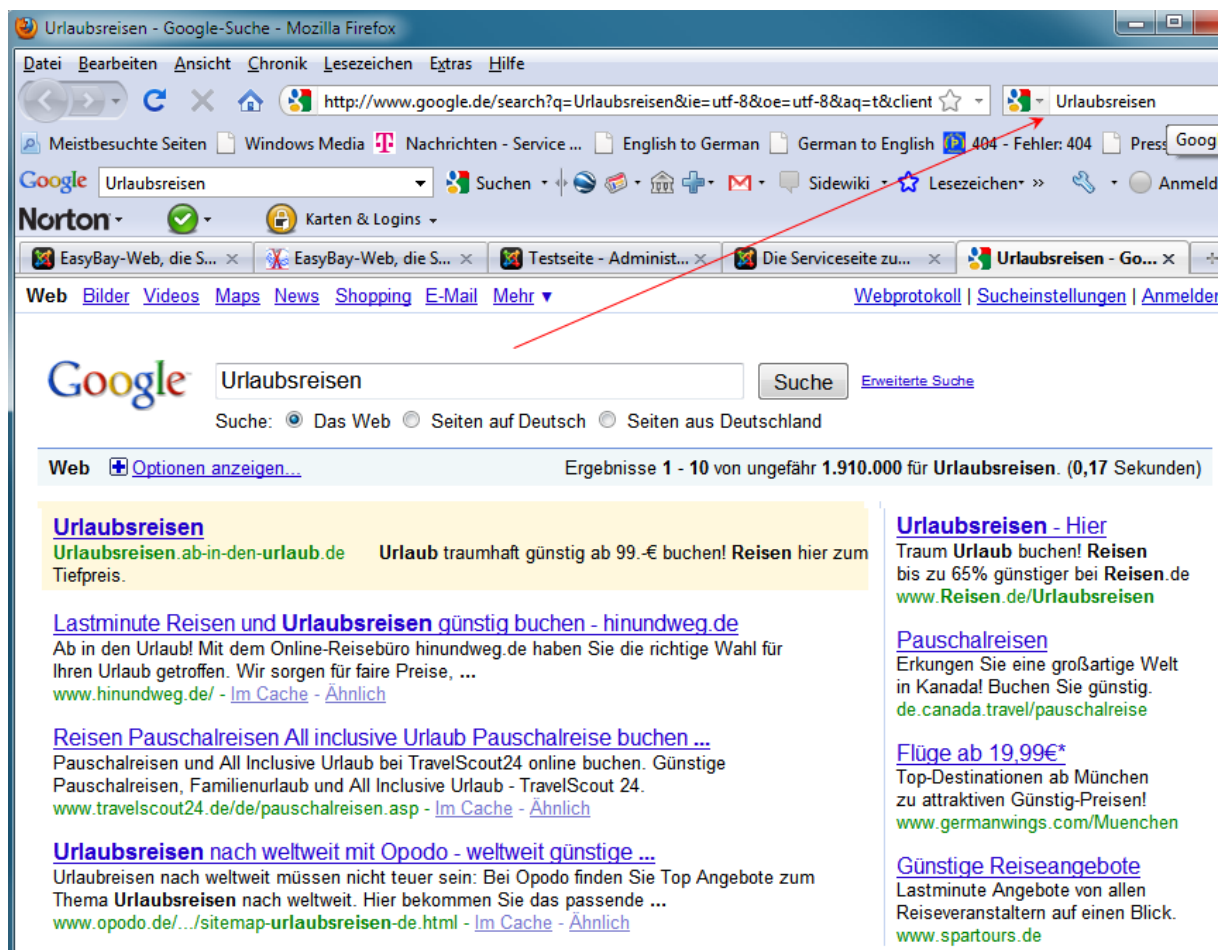 Urlaubsreisen - Google-Suche - Mozilla Firefox
Datei Bearbeiten Ansicht Chronik Lesezeichen Extras Hilfe
http://www.google.de/search?q=Urlaubsreisen&ie=utf-8&oe=utf-8&aq=t&client Urlaubsreisen
Meistbesuchte Seiten Windows Media T Nachrichten - Service ... English to German German to English 404 - Fehler: 404 Press Goog
Google Urlaubsreisen Suchen Sidewiki Lesezeichen » Anmeld
Norton Karten & Logins
EasyBay-Web, die S... EasyBay-Web, die S... Testseite - Administ... Die Serviceseite zu... Urlaubsreisen - Go...
Web Bilder Videos Maps News Shopping E-Mail Mehr ▼ Webprotokoll | Sucheinstellungen | Anmelden
Google Urlaubsreisen Suche Erweiterte Suche
Suche: Das Web Seiten auf Deutsch Seiten aus Deutschland
Web Optionen anzeigen... Ergebnisse 1 - 10 von ungefähr 1.910.000 für Urlaubsreisen. (0,17 Sekunden)
Urlaubsreisen
Urlaubsreisen.ab-in-den-urlaub.de Urlaub traumhaft günstig ab 99.-€ buchen! Reisen hier zum
Tiefpreis.
Lastminute Reisen und Urlaubsreisen günstig buchen - hinundweg.de
Ab in den Urlaub! Mit dem Online-Reisebüro hinundweg.de haben Sie die richtige Wahl für
Ihren Urlaub getroffen. Wir sorgen für faire Preise, ...
www.hinundweg.de/ - Im Cache - Ähnlich
Reisen Pauschalreisen All inclusive Urlaub Pauschalreise buchen ...
Pauschalreisen und All Inclusive Urlaub bei TravelScout24 online buchen. Günstige
Pauschalreisen, Familienurlaub und All Inclusive Urlaub - TravelScout 24.
www.travelscout24.de/de/pauschalreisen.asp - Im Cache - Ähnlich
Urlaubsreisen nach weltweit mit Opodo - weltweit günstige ...
Urlaubreisen nach weltweit müssen nicht teuer sein: Bei Opodo finden Sie Top Angebote zum
Thema Urlaubsreisen nach weltweit. Hier bekommen Sie das passende ...
www.opodo.de/.../sitemap-urlaubsreisen-de.html - Im Cache - Ähnlich
Urlaubsreisen - Hier
Traum Urlaub buchen! Reisen
bis zu 65% günstiger bei Reisen.de
www.Reisen.de/Urlaubsreisen
Pauschalreisen
Erkungen Sie eine großartige Welt
in Kanada! Buchen Sie günstig.
de.canada.travel/pauschalreise
Flüge ab 19,99€*
Top-Destinationen ab München
zu attraktiven Günstig-Preisen!
www.germanwings.com/Muenchen
Günstige Reiseangebote
Lastminute Angebote von allen
Reiseveranstaltern auf einen Blick.
www.spartours.de